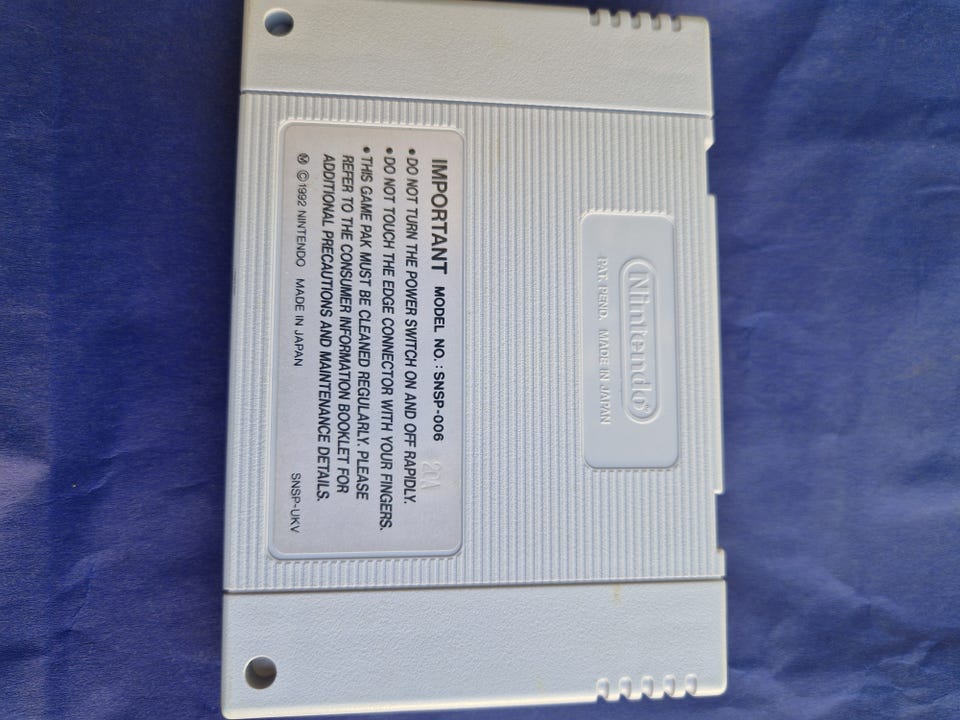 Nintendo®
PAT. PEND. MADE IN JAPAN
IMPORTANT MODEL NO.: SNSP-006 20A
• DO NOT TURN THE POWER SWITCH ON AND OFF RAPIDLY.
• DO NOT TOUCH THE EDGE CONNECTOR WITH YOUR FINGERS.
• THIS GAME PAK MUST BE CLEANED REGULARLY. PLEASE
REFER TO THE CONSUMER INFORMATION BOOKLET FOR
ADDITIONAL PRECAUTIONS AND MAINTENANCE DETAILS.
Ⓜ ©1992 NINTENDO MADE IN JAPAN SNSP-UKV